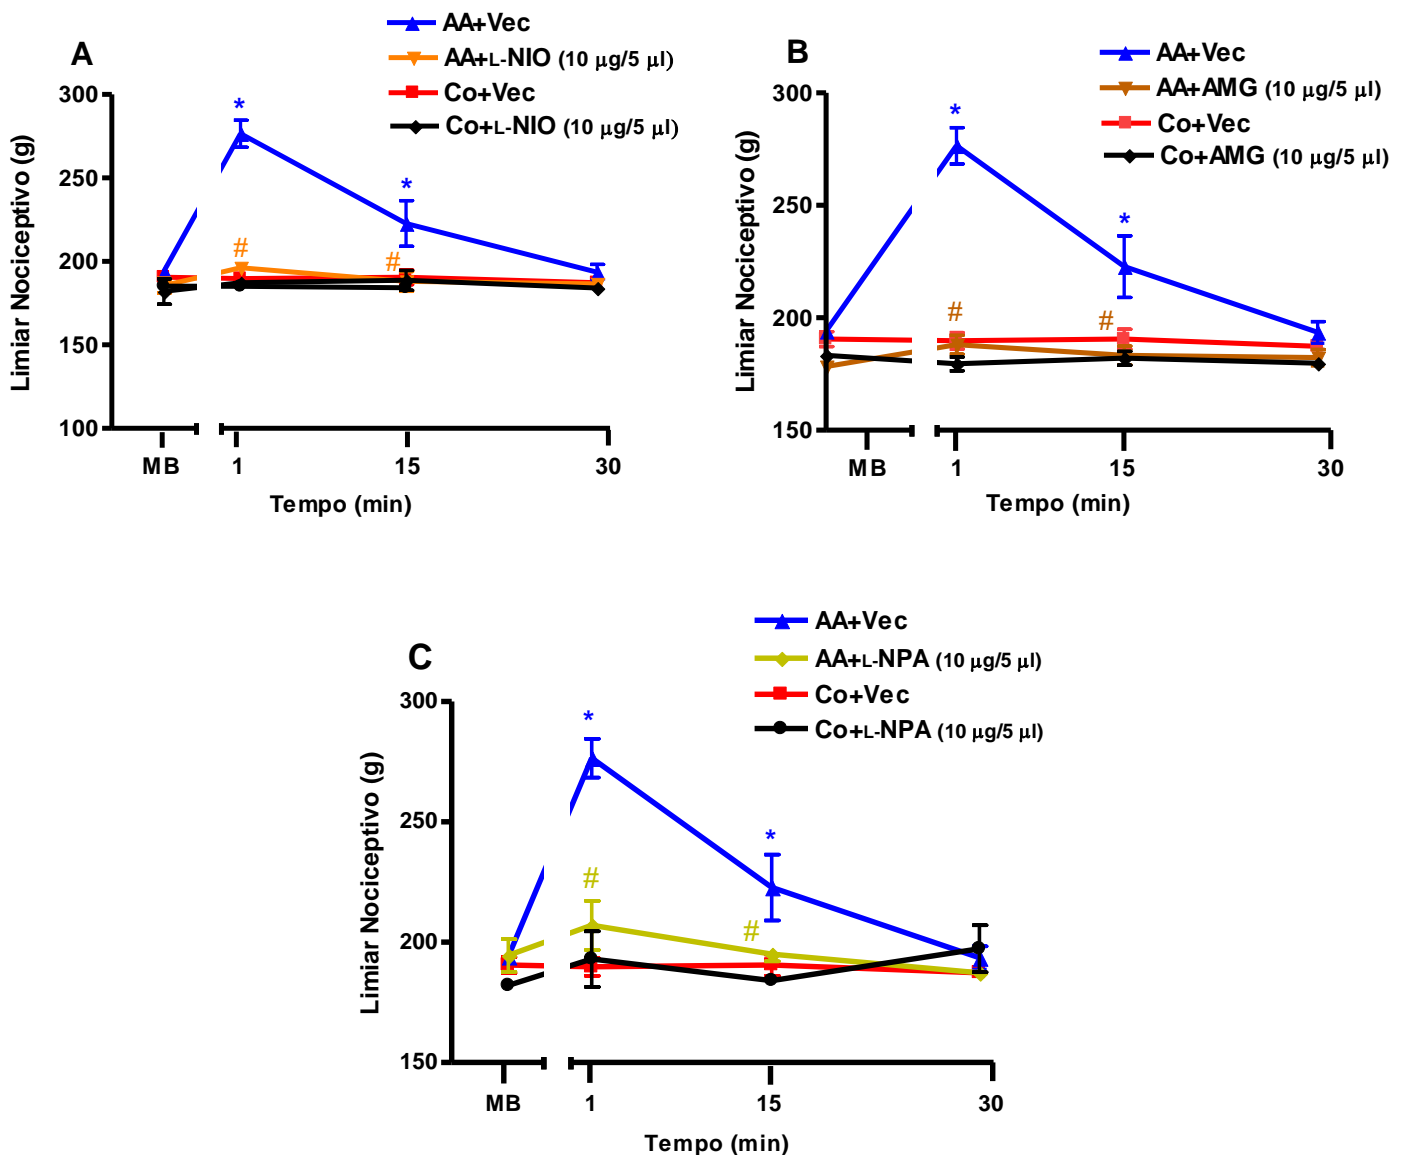 A
AA+Vec
AA+L-NIO (10 μg/5 μl)
Co+Vec
Co+L-NIO (10 μg/5 μl)
300
250
200
150
100
Limiar Nociceptivo (g)
*
*
#
#
MB 1 15 30
Tempo (min)
B
AA+Vec
AA+AMG (10 μg/5 μl)
Co+Vec
Co+AMG (10 μg/5 μl)
300
250
200
150
Limiar Nociceptivo (g)
*
*
#
#
MB 1 15 30
Tempo (min)
C
AA+Vec
AA+L-NPA (10 μg/5 μl)
Co+Vec
Co+L-NPA (10 μg/5 μl)
300
250
200
150
Limiar Nociceptivo (g)
*
*
#
#
MB 1 15 30
Tempo (min)